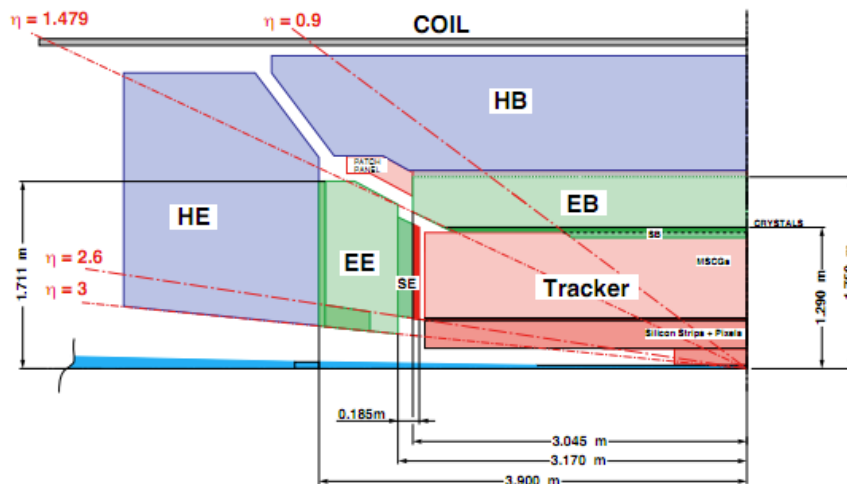 η = 1.479
η = 0.9
COIL
HB
PATCH
PANEL
HE
EB
CRYSTALS
SB
EE
η = 2.6
SE
MSCGs
η = 3
Tracker
1.711 m
1.290 m
Silicon Strips + Pixels
0.185m
3.045 m
3.170 m
3.900 m